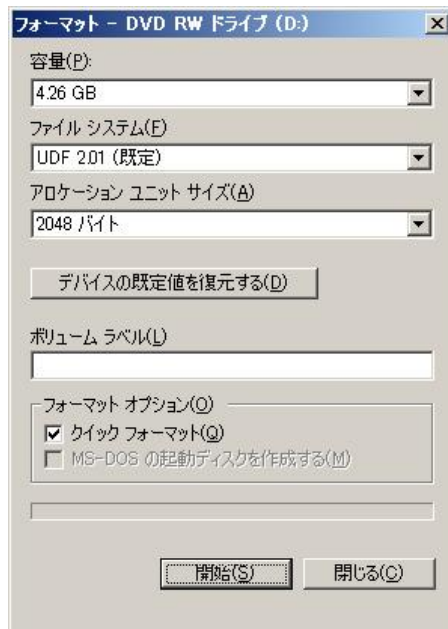 フォーマット - DVD RW ドライブ (D:)
容量(P):
4.26 GB
ファイル システム(F)
UDF 2.01 (既定)
アロケーション ユニット サイズ(A)
2048 バイト
デバイスの既定値を復元する(D)
ボリューム ラベル(L)
フォーマット オプション(O)
クイック フォーマット(Q)
MS-DOS の起動ディスクを作成する(M)
開始(S)
閉じる(C)